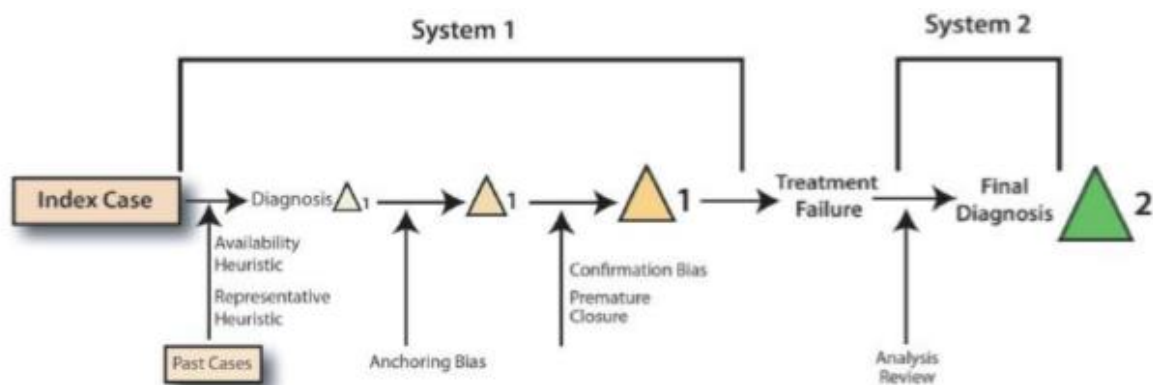 System 1
System 2
Index Case
Diagnosis
1
1
1
Treatment
Failure
Final
Diagnosis
2
Availability
Heuristic
Representative
Heuristic
Past Cases
Anchoring Bias
Confirmation Bias
Premature
Closure
Analysis
Review